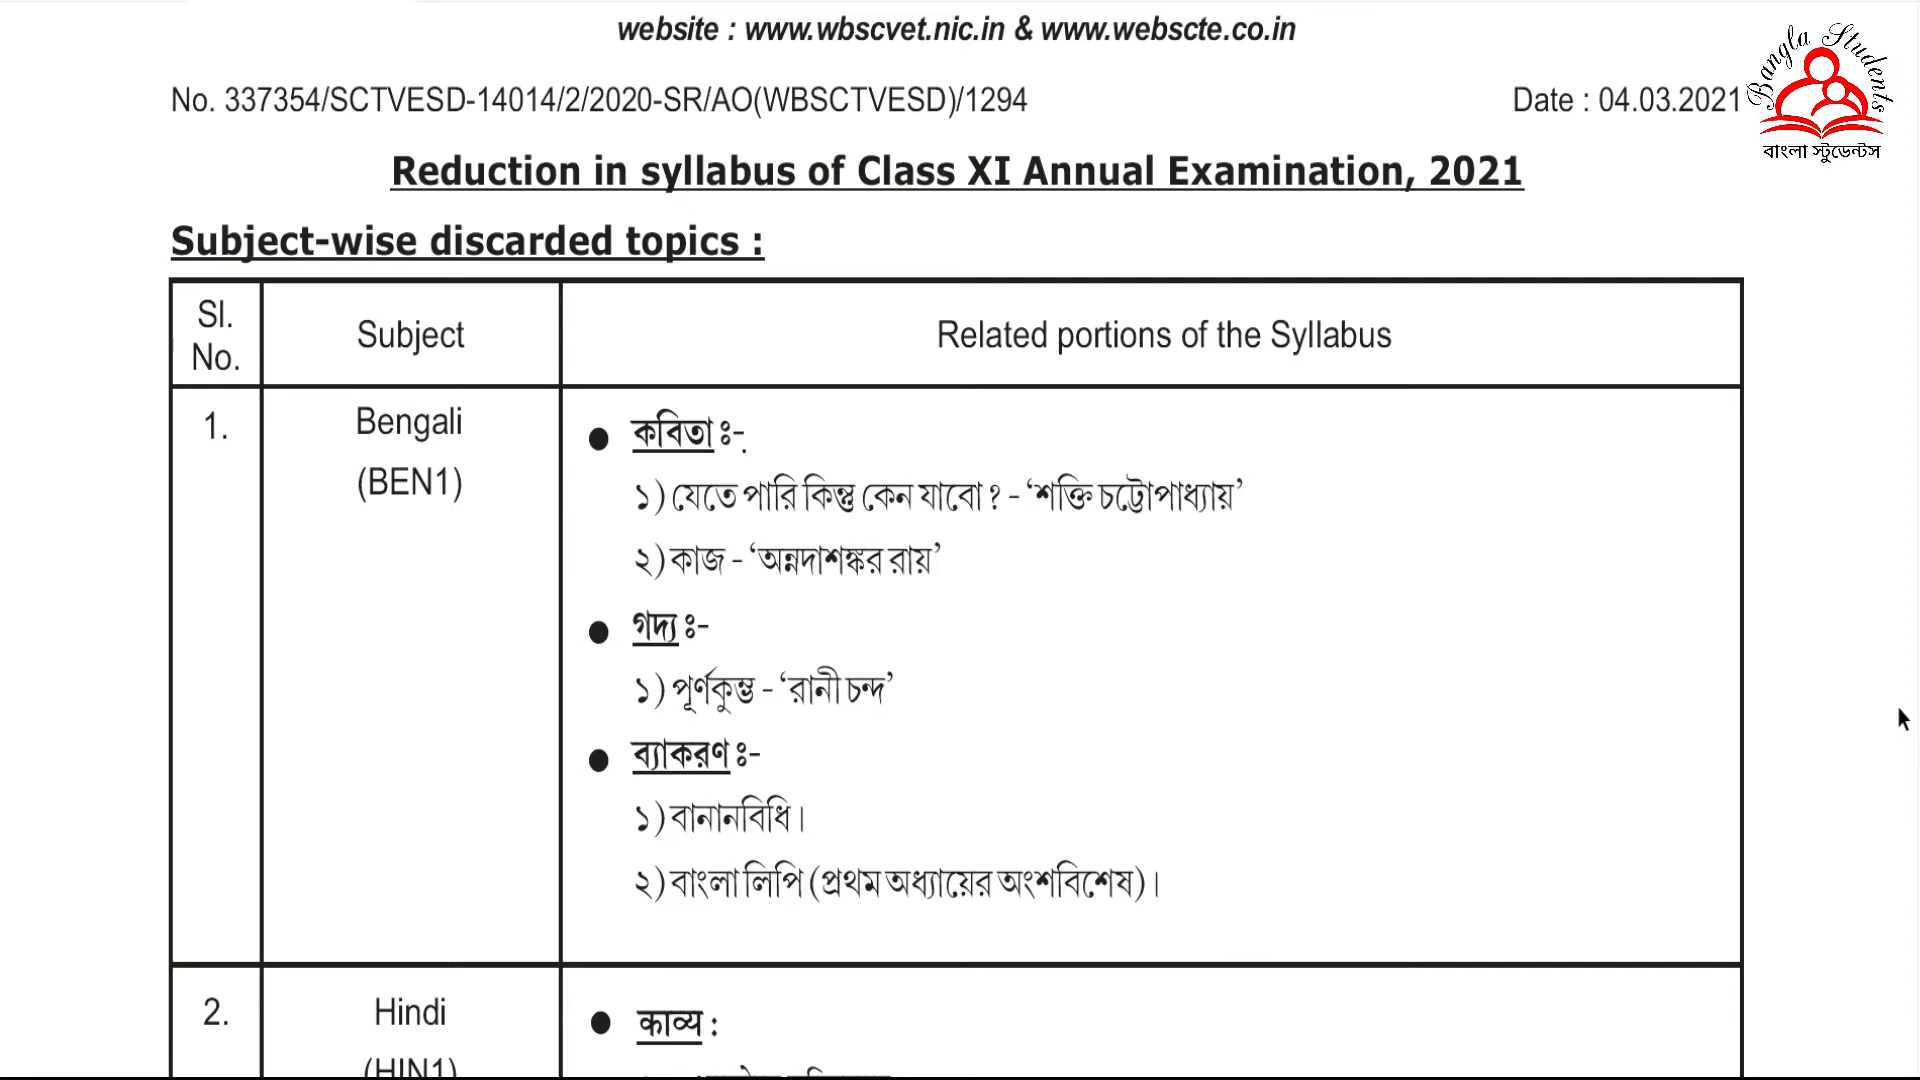 website : www.wbscvet.nic.in & www.webscte.co.in
No. 337354/SCTVESD-14014/2/2020-SR/AO(WBSCTVESD)/1294 Date : 04.03.2021
Bangla Students
বাংলা স্টুডেন্টস
Reduction in syllabus of Class XI Annual Examination, 2021
Subject-wise discarded topics :
Sl. No. Subject Related portions of the Syllabus
1. Bengali (BEN1)
● কবিতা ঃ-
১) যেতে পারি কিন্তু কেন যাবো ? - ‘শক্তি চট্টোপাধ্যায়’
২) কাজ - ‘অন্নদাশঙ্কর রায়’
● গদ্য ঃ-
১) পূর্ণকুম্ভ - ‘রানী চন্দ’
● ব্যাকরণ ঃ-
১) বানানবিধি।
২) বাংলা লিপি (প্রথম অধ্যায়ের অংশবিশেষ)।
2. Hindi (HIN1)
● काव्य :